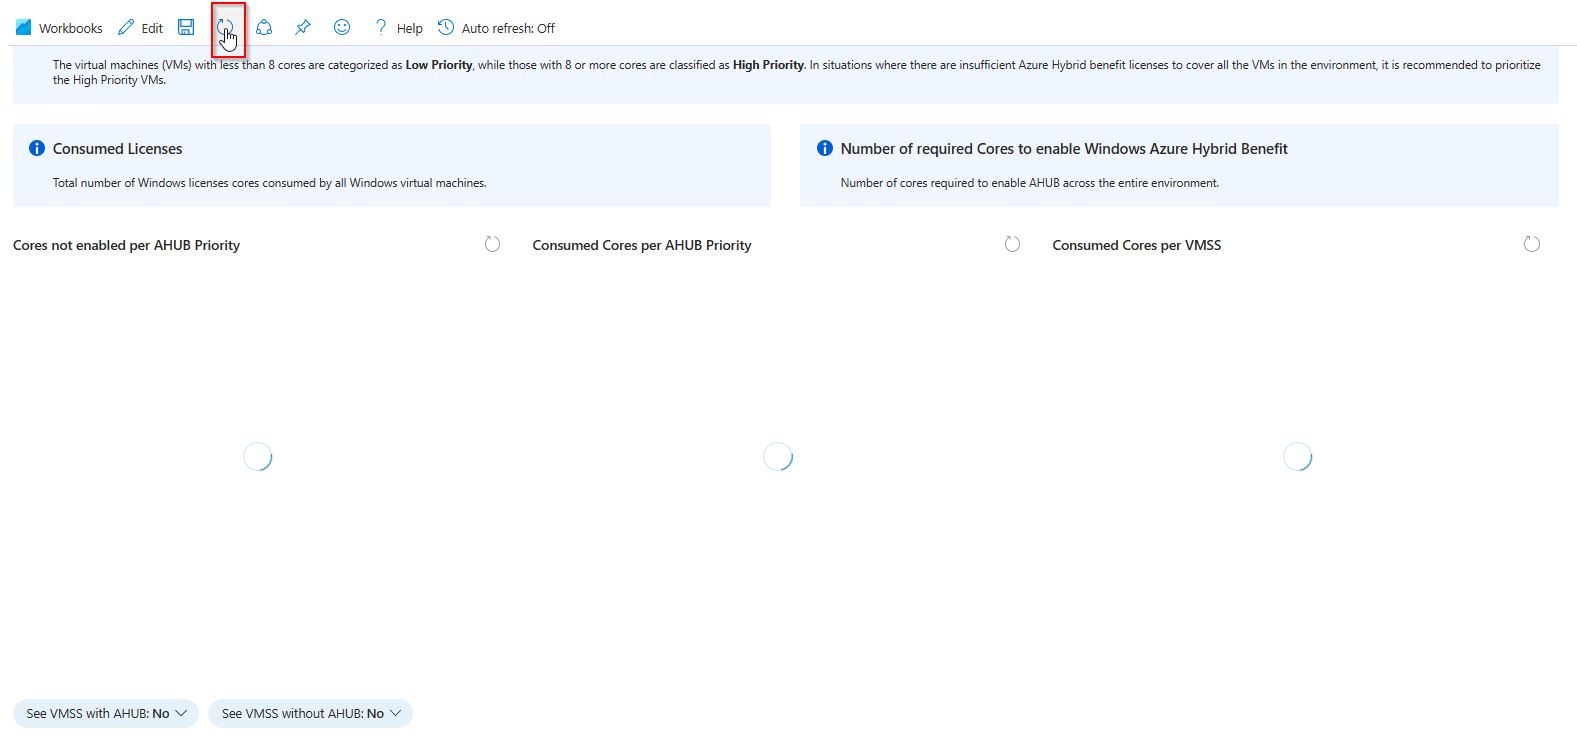 Workbooks Edit ? Help Auto refresh: Off
The virtual machines (VMs) with less than 8 cores are categorized as Low Priority, while those with 8 or more cores are classified as High Priority. In situations where there are insufficient Azure Hybrid benefit licenses to cover all the VMs in the environment, it is recommended to prioritize
the High Priority VMs.
Consumed Licenses
Total number of Windows licenses cores consumed by all Windows virtual machines.
Number of required Cores to enable Windows Azure Hybrid Benefit
Number of cores required to enable AHUB across the entire environment.
Cores not enabled per AHUB Priority
Consumed Cores per AHUB Priority
Consumed Cores per VMSS
See VMSS with AHUB: No
See VMSS without AHUB: No